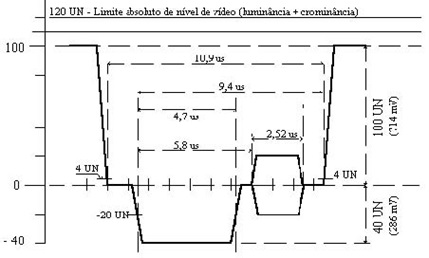 120 UN - Limite absoluto de nível de vídeo (luminância + crominância)
100
10,9 us
9,4 us
4,7 us
2,52 us
5,8 us
100 UN
(714 mV)
4 UN
4 UN
0
-20 UN
40 UN
(286 mV)
- 40